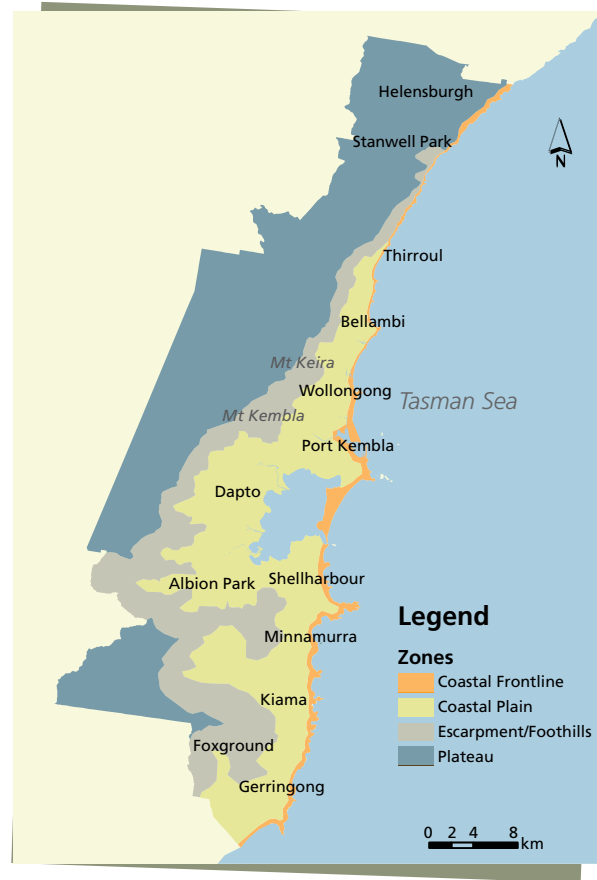 Helensburgh
Stanwell Park
N
Thirroul
Bellambi
Mt Keira
Wollongong
Tasman Sea
Mt Kembla
Port Kembla
Dapto
Albion Park
Shellharbour
Minnamurra
Kiama
Foxground
Gerringong
Legend
Zones
Coastal Frontline
Coastal Plain
Escarpment/Foothills
Plateau
0 2 4 8
km